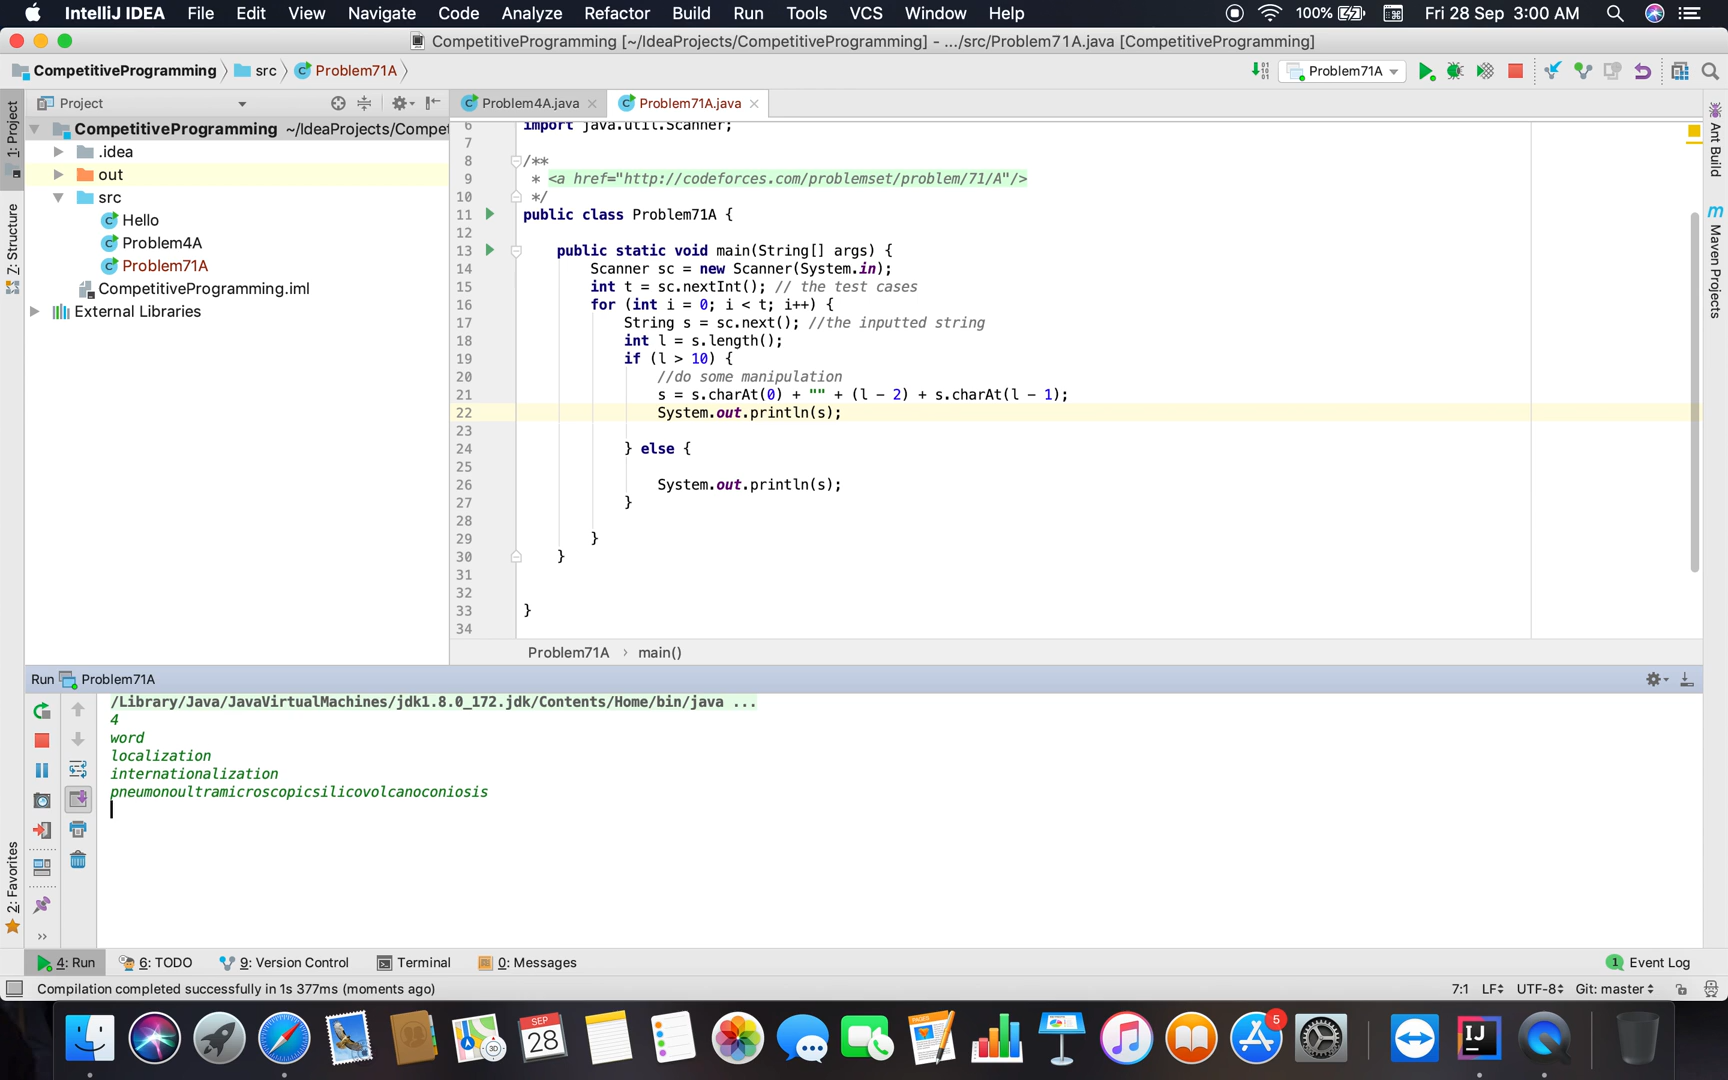 IntelliJ IDEA File Edit View Navigate Code Analyze Refactor Build Run Tools VCS Window Help 100% Fri 28 Sep 3:00 AM
CompetitiveProgramming [~/IdeaProjects/CompetitiveProgramming] - .../src/Problem71A.java [CompetitiveProgramming]
CompetitiveProgramming src Problem71A Problem71A
Project
Problem4A.java Problem71A.java
1: Project
Z: Structure
2: Favorites
CompetitiveProgramming ~/IdeaProjects/Compet
.idea
out
src
Hello
Problem4A
Problem71A
CompetitiveProgramming.iml
External Libraries
6 import java.util.Scanner;
7
8 /**
9 * <a href="http://codeforces.com/problemset/problem/71/A"/>
10 */
11 public class Problem71A {
12
13 public static void main(String[] args) {
14 Scanner sc = new Scanner(System.in);
15 int t = sc.nextInt(); // the test cases
16 for (int i = 0; i < t; i++) {
17 String s = sc.next(); //the inputted string
18 int l = s.length();
19 if (l > 10) {
20 //do some manipulation
21 s = s.charAt(0) + "" + (l - 2) + s.charAt(l - 1);
22 System.out.println(s);
23
24 } else {
25
26 System.out.println(s);
27 }
28
29 }
30 }
31
32
33 }
34
Problem71A › main()
Ant Build
m
Maven Projects
Run Problem71A
/Library/Java/JavaVirtualMachines/jdk1.8.0_172.jdk/Contents/Home/bin/java ...
4
word
localization
internationalization
pneumonoultramicroscopicsilicovolcanoconiosis
4: Run 6: TODO 9: Version Control Terminal 0: Messages 1 Event Log
Compilation completed successfully in 1s 377ms (moments ago) 7:1 LF UTF-8 Git: master
3D
SEP
28
PAGES
5
IJ